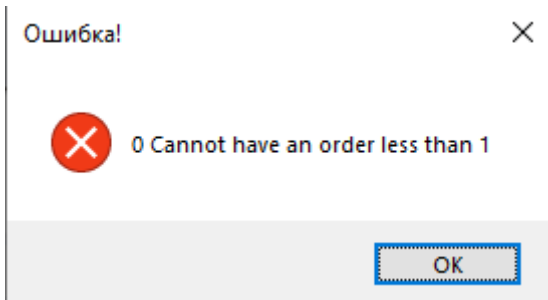 Ошибка!
0 Cannot have an order less than 1
OK